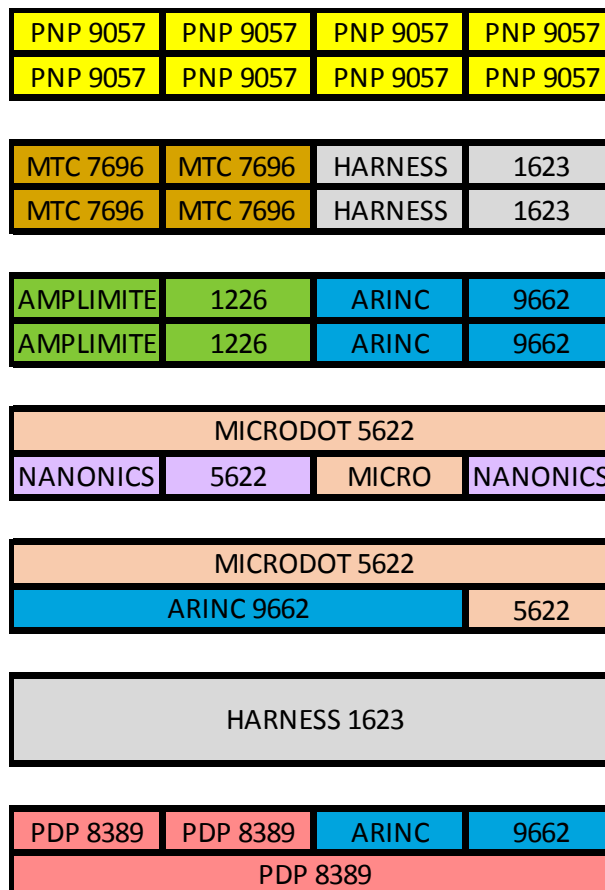 PNP 9057 PNP 9057 PNP 9057 PNP 9057
PNP 9057 PNP 9057 PNP 9057 PNP 9057
MTC 7696 MTC 7696 HARNESS 1623
MTC 7696 MTC 7696 HARNESS 1623
AMPLIMITE 1226 ARINC 9662
AMPLIMITE 1226 ARINC 9662
MICRODOT 5622
NANONICS 5622 MICRO NANONICS
MICRODOT 5622
ARINC 9662 5622
HARNESS 1623
PDP 8389 PDP 8389 ARINC 9662
PDP 8389